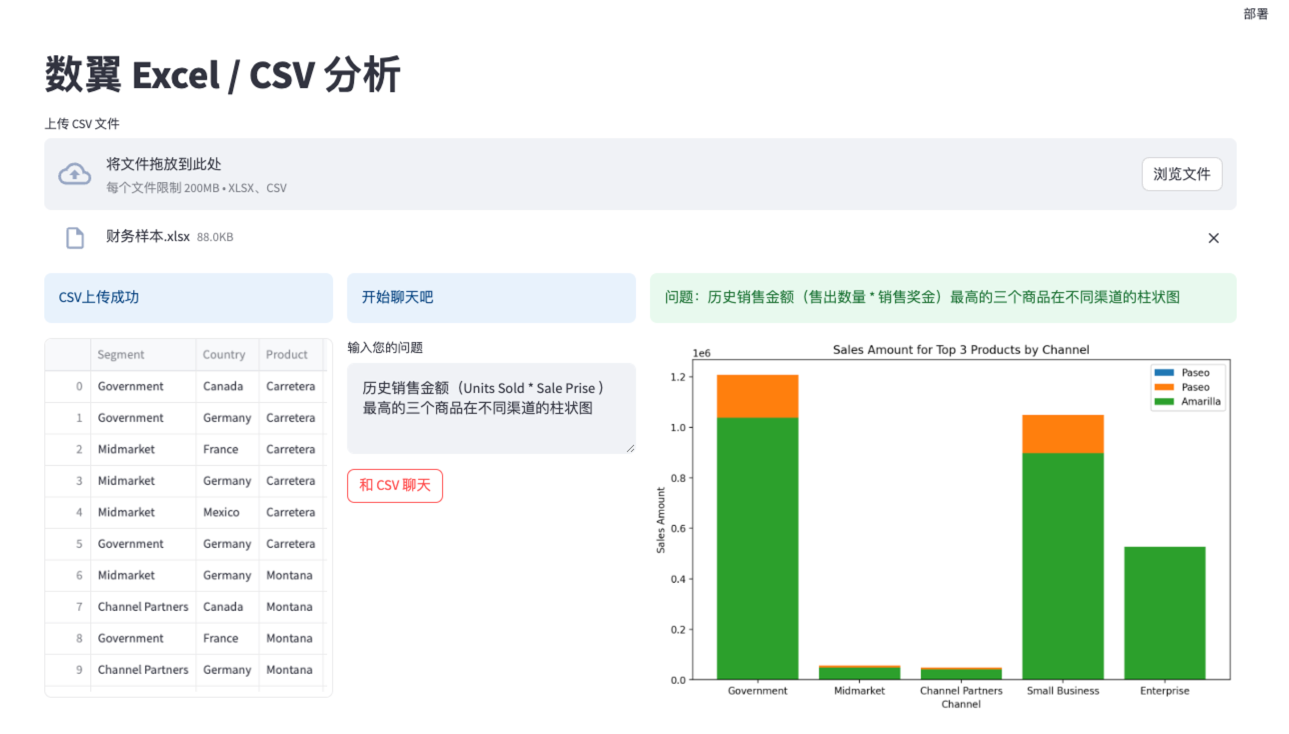 部署
数翼 Excel / CSV 分析
上传 CSV 文件
将文件拖放到此处
每个文件限制 200MB • XLSX、CSV
浏览文件
财务样本.xlsx 88.0KB
CSV上传成功
Segment Country Product
0 Government Canada Carretera
1 Government Germany Carretera
2 Midmarket France Carretera
3 Midmarket Germany Carretera
4 Midmarket Mexico Carretera
5 Government Germany Carretera
6 Midmarket Germany Montana
7 Channel Partners Canada Montana
8 Government France Montana
9 Channel Partners Germany Montana
开始聊天吧
输入您的问题
历史销售金额（Units Sold * Sale Prise ）
最高的三个商品在不同渠道的柱状图
和 CSV 聊天
问题：历史销售金额（售出数量 * 销售奖金）最高的三个商品在不同渠道的柱状图
1e6
Sales Amount for Top 3 Products by Channel
Paseo
Paseo
Amarilla
1.2
1.0
0.8
0.6
0.4
0.2
0.0
Sales Amount
Government Midmarket Channel Partners Small Business Enterprise
Channel